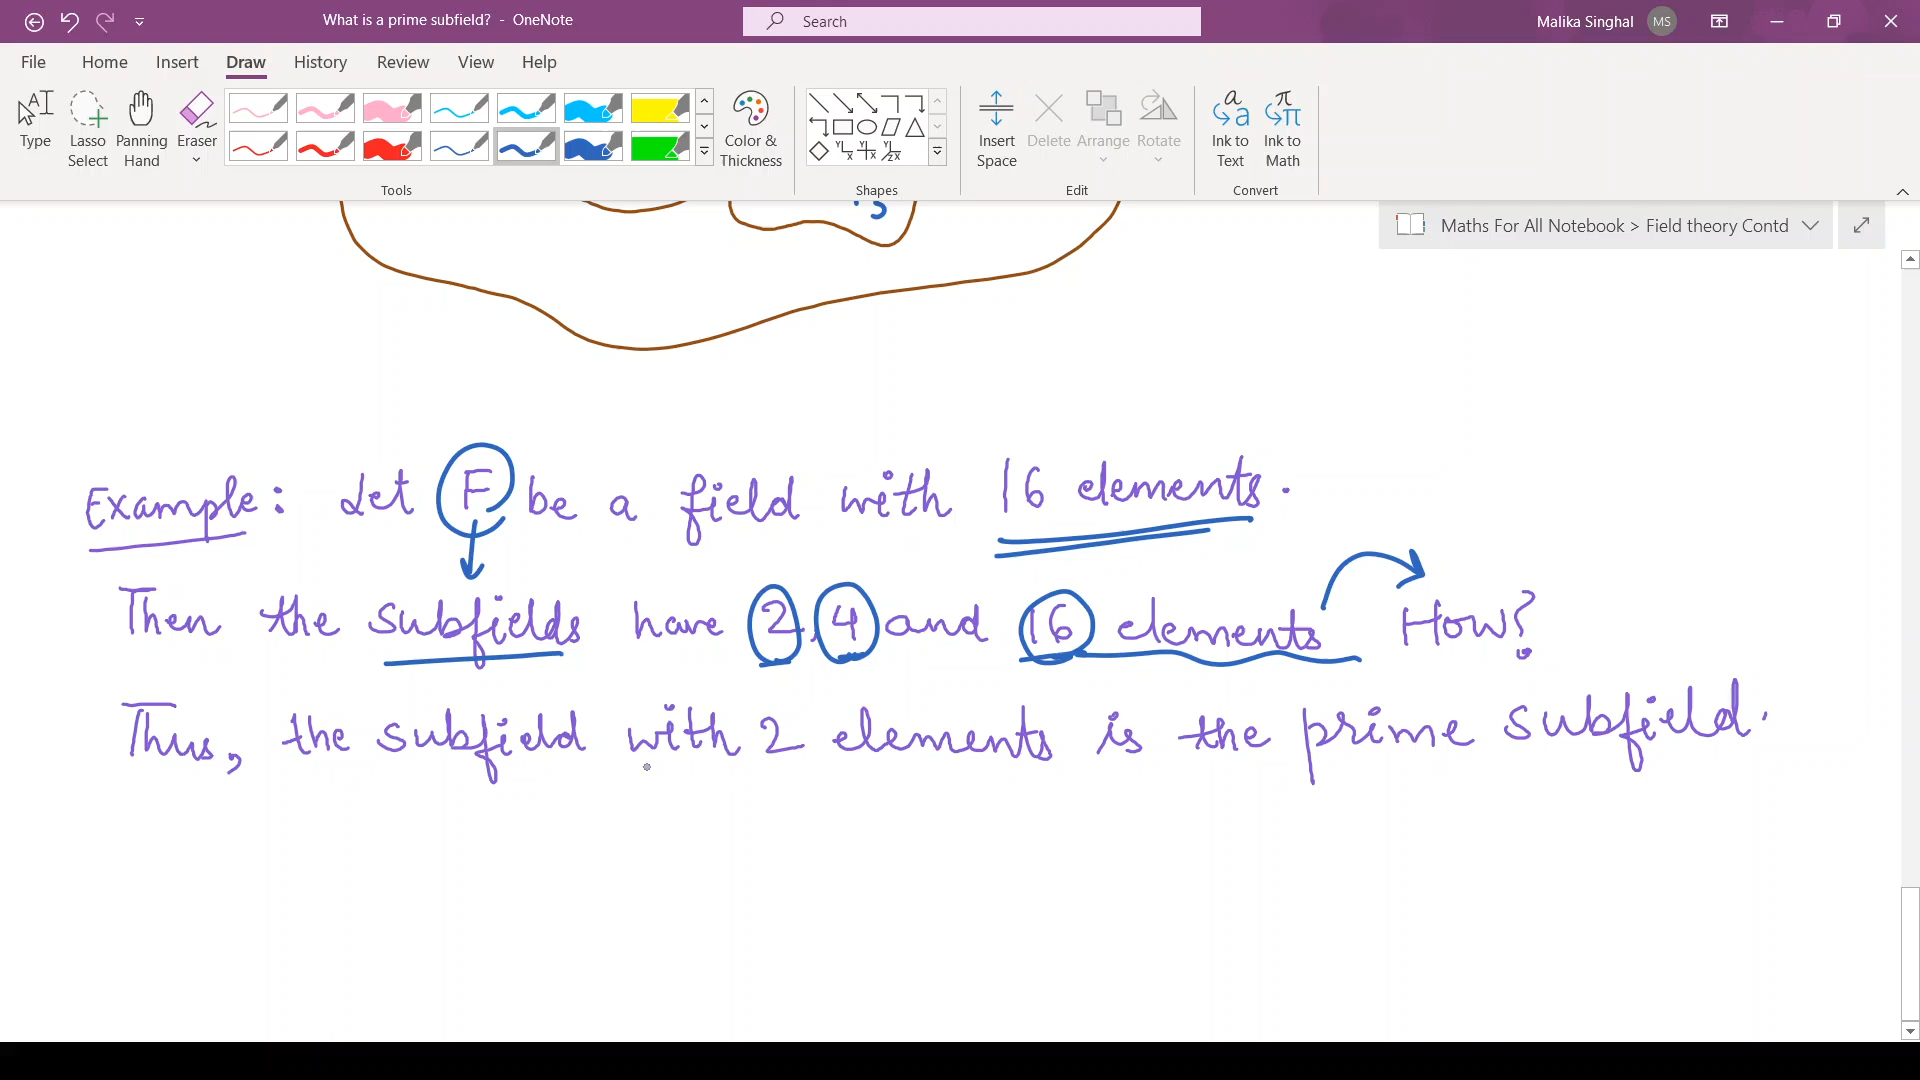 What is a prime subfield? - OneNote
Search
Malika Singhal MS
File Home Insert Draw History Review View Help
Type
Lasso Select
Panning Hand
Eraser
Color & Thickness
Insert Space
Delete
Arrange
Rotate
Ink to Text
Ink to Math
Tools Shapes Edit Convert
Maths For All Notebook > Field theory Contd
Example: Let F be a field with 16 elements.
Then the subfields have 2, 4 and 16 elements How?
Thus, the subfield with 2 elements is the prime subfield.